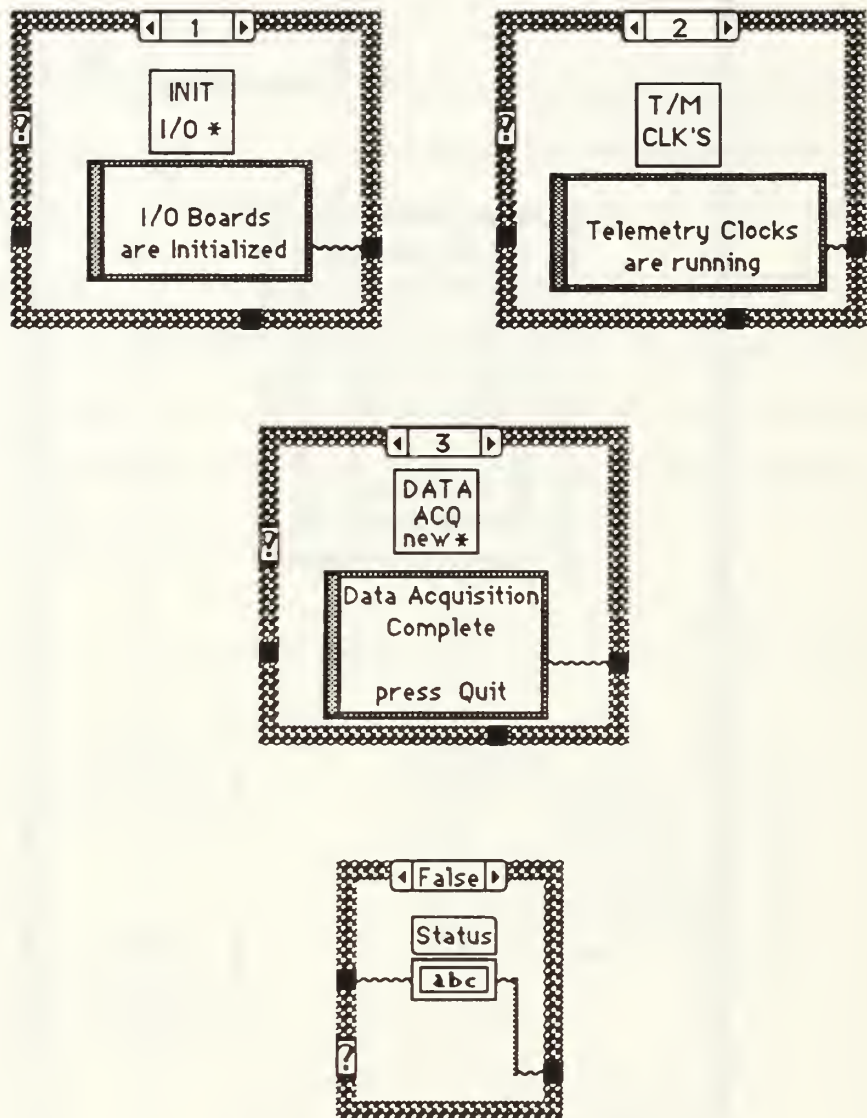 1
INIT
I/O *
?
I/O Boards
are Initialized
2
T/M
CLK'S
?
Telemetry Clocks
are running
3
DATA
ACQ
new *
?
Data Acquisition
Complete
press Quit
False
Status
abc
?